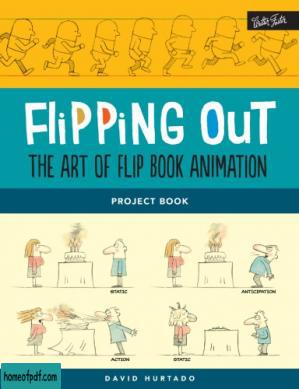 Walter Foster
FLiPPiNG OUT
THE ART OF FLIP BOOK ANIMATION
PROJECT BOOK
STATIC
ANTICIPATION
ACTION
STATIC
DAVID HURTADO
homeofpdf.com